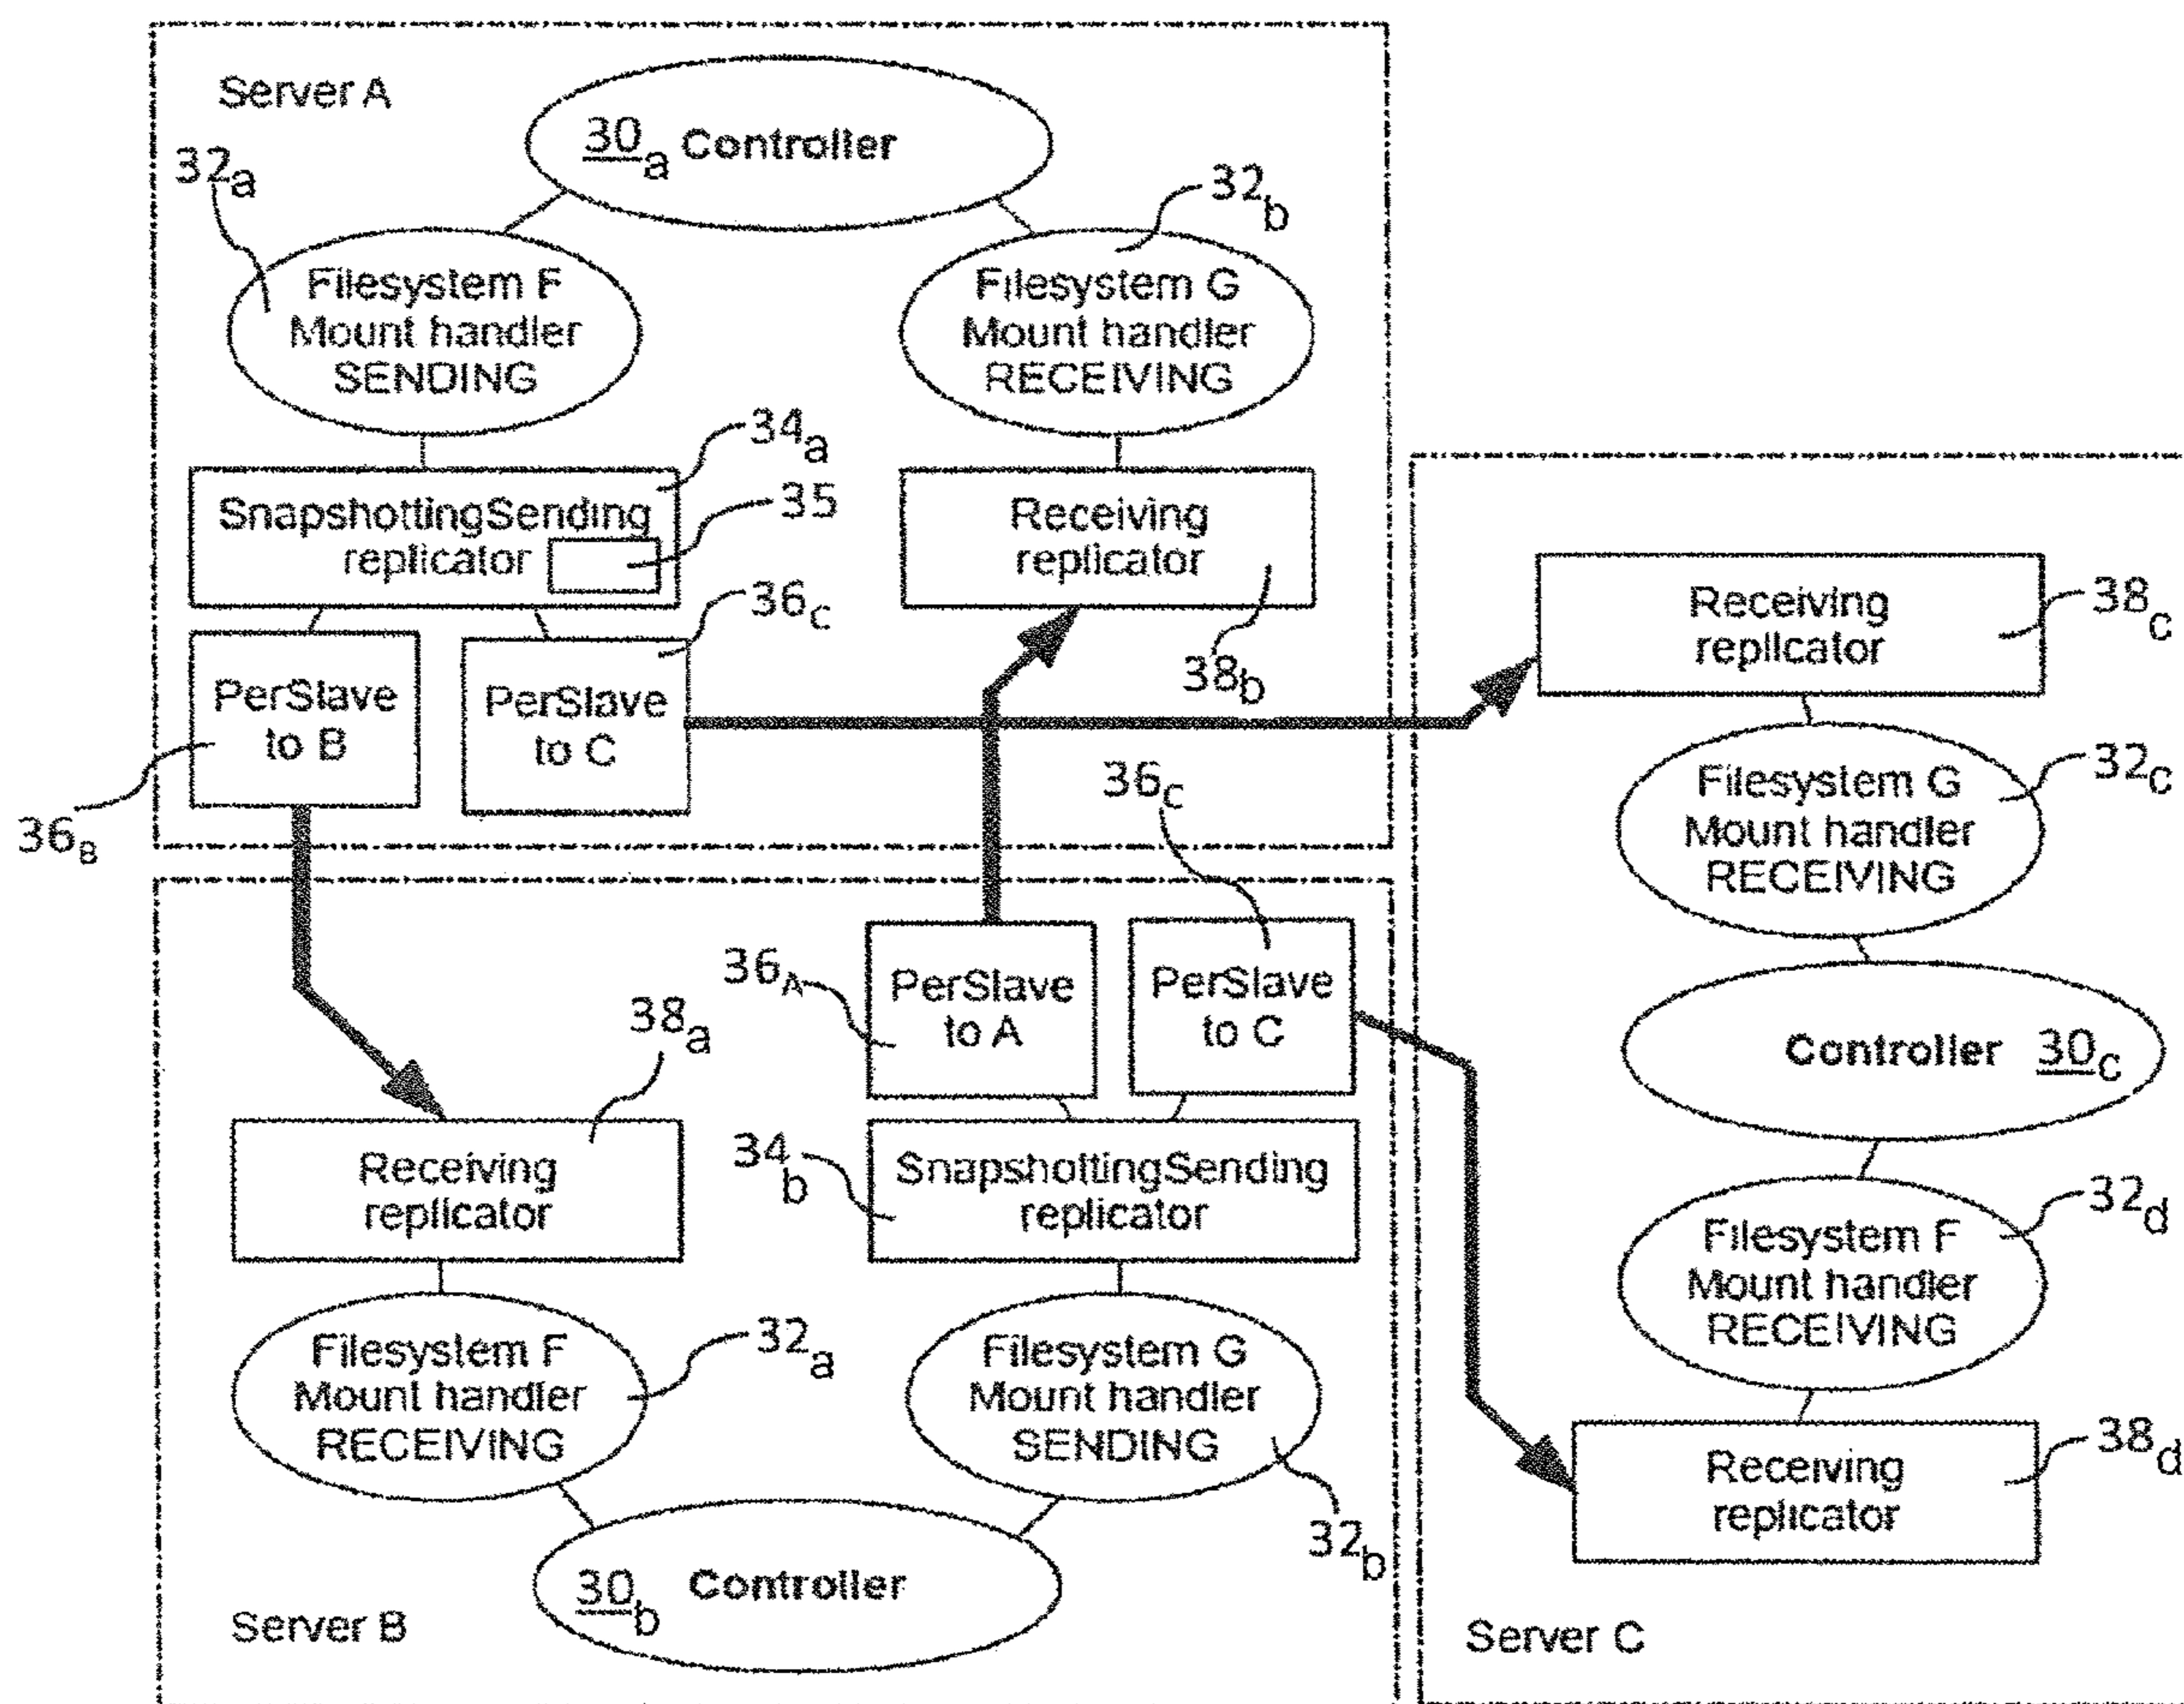 Server A
30a Controller
32a
32b
Filesystem F
Mount handler
SENDING
Filesystem G
Mount handler
RECEIVING
34a
35
SnapshottingSending
replicator
Receiving
replicator
36c
38b
PerSlave
to B
PerSlave
to C
36B
Receiving
replicator
38c
Filesystem G
Mount handler
RECEIVING
32c
Controller 30c
Filesystem F
Mount handler
RECEIVING
32d
Receiving
replicator
38d
Server C
36c
36A
PerSlave
to A
PerSlave
to C
38a
Receiving
replicator
34b
SnapshottingSending
replicator
Filesystem F
Mount handler
RECEIVING
32a
Filesystem G
Mount handler
SENDING
32b
30b Controller
Server B